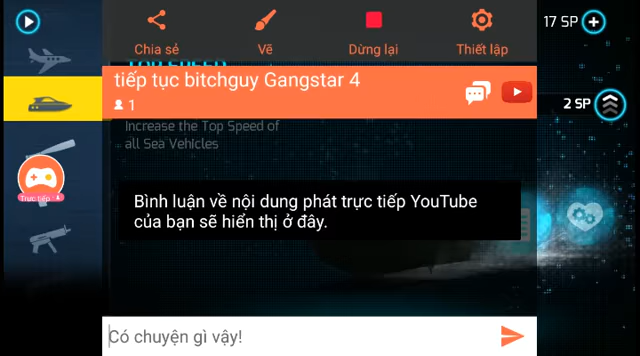 17 SP
Chia sẻ
Vẽ
Dừng lại
Thiết lập
TOP SPEED
tiếp tục bitchguy Gangstar 4
1
2 SP
Increase the Top Speed of
all Sea Vehicles
Trực tiếp
Bình luận về nội dung phát trực tiếp YouTube
của bạn sẽ hiển thị ở đây.
Có chuyện gì vậy!